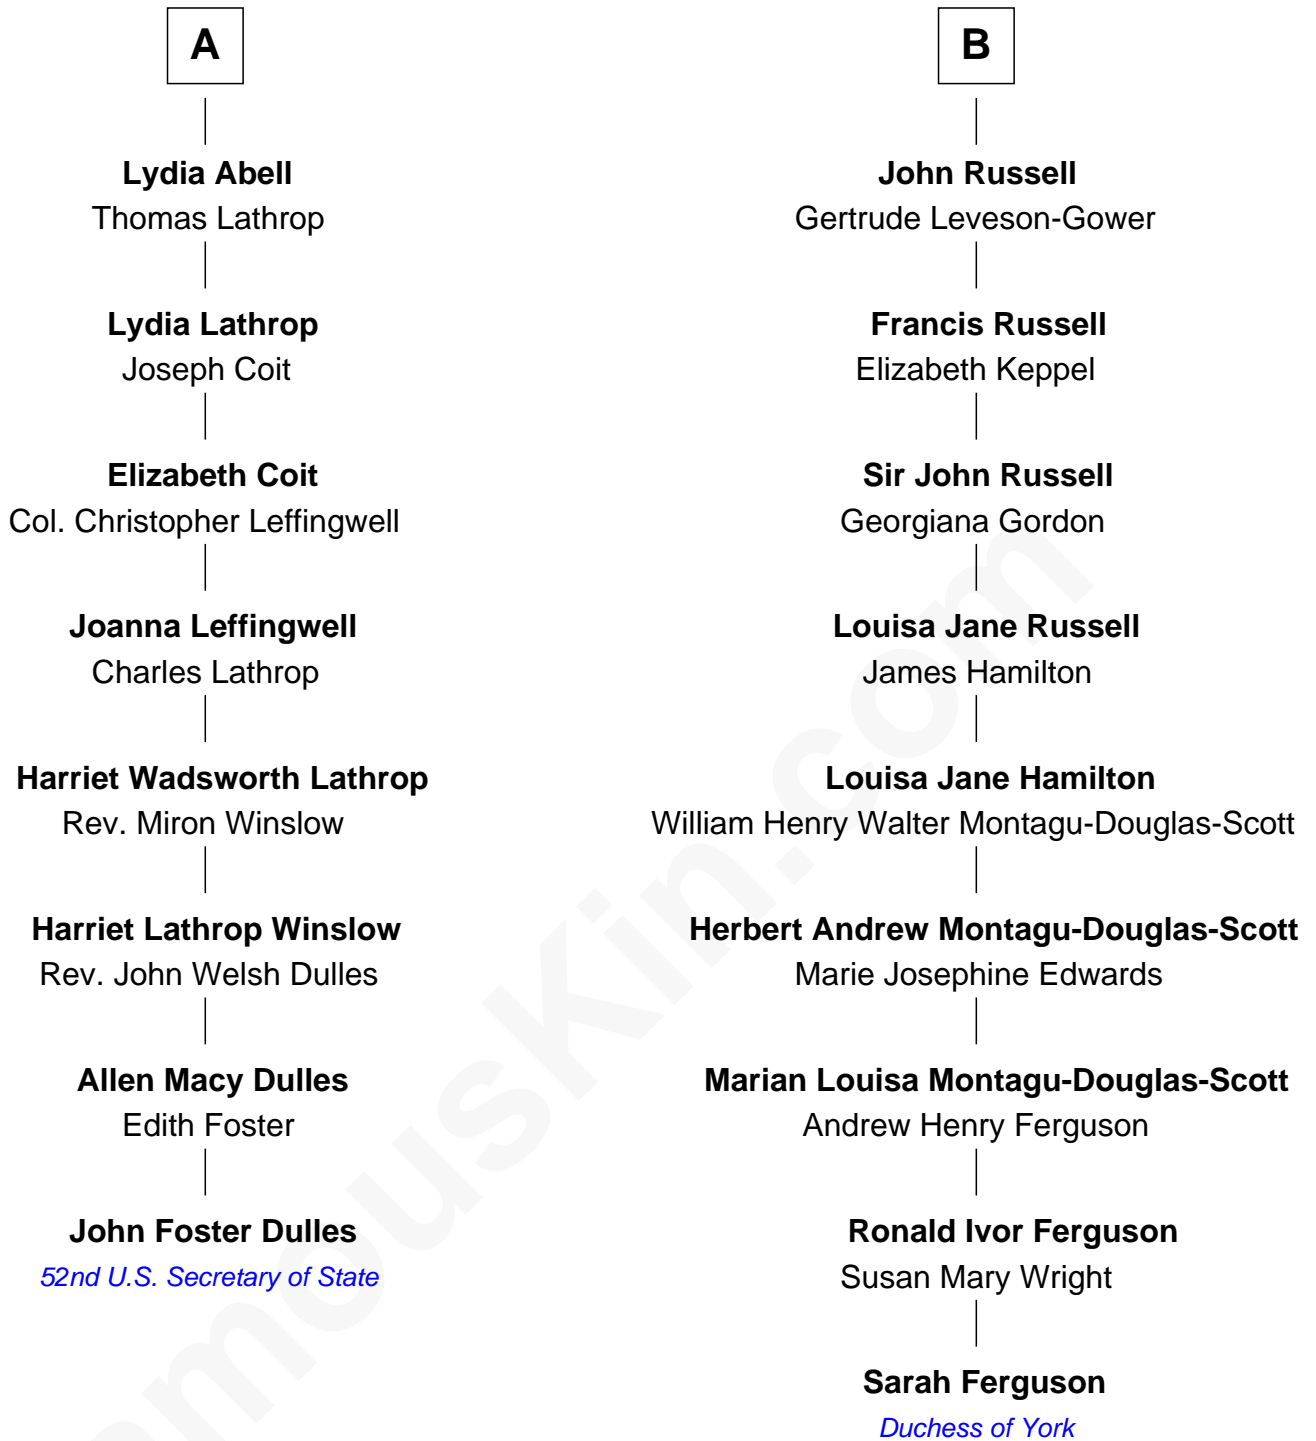 A
Lydia Abell
Thomas Lathrop
Lydia Lathrop
Joseph Coit
Elizabeth Coit
Col. Christopher Leffingwell
Joanna Leffingwell
Charles Lathrop
Harriet Wadsworth Lathrop
Rev. Miron Winslow
Harriet Lathrop Winslow
Rev. John Welsh Dulles
Allen Macy Dulles
Edith Foster
John Foster Dulles
52nd U.S. Secretary of State
B
John Russell
Gertrude Leveson-Gower
Francis Russell
Elizabeth Keppel
Sir John Russell
Georgiana Gordon
Louisa Jane Russell
James Hamilton
Louisa Jane Hamilton
William Henry Walter Montagu-Douglas-Scott
Herbert Andrew Montagu-Douglas-Scott
Marie Josephine Edwards
Marian Louisa Montagu-Douglas-Scott
Andrew Henry Ferguson
Ronald Ivor Ferguson
Susan Mary Wright
Sarah Ferguson
Duchess of York
amousKin.com